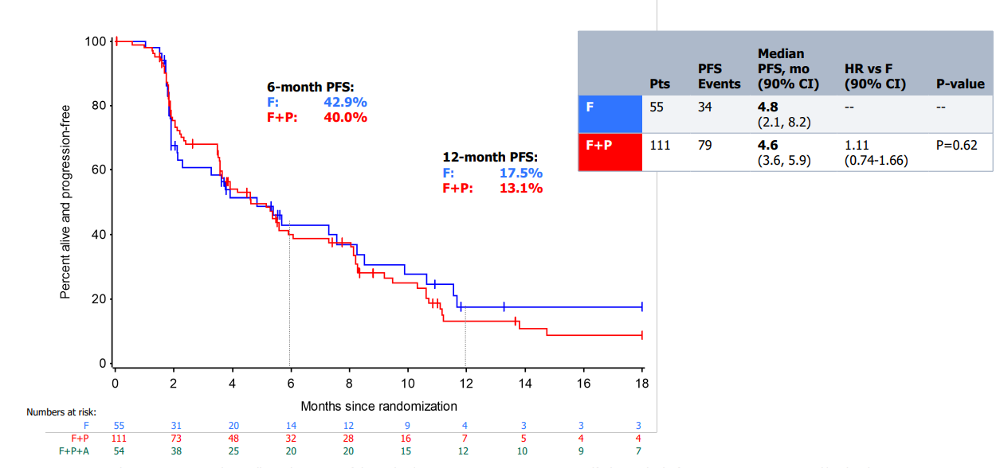 100
80
60
40
20
0
Percent alive and progression-free
6-month PFS:
F: 42.9%
F+P: 40.0%
12-month PFS:
F: 17.5%
F+P: 13.1%
Pts PFS Events Median PFS, mo (90% CI) HR vs F (90% CI) P-value
F 55 34 4.8 (2.1, 8.2) -- --
F+P 111 79 4.6 (3.6, 5.9) 1.11 (0.74-1.66) P=0.62
0 2 4 6 8 10 12 14 16 18
Months since randomization
Numbers at risk:
F 55 31 20 14 12 9 4 3 3 3
F+P 111 73 48 32 28 16 7 5 4 4
F+P+A 54 38 25 20 20 15 12 10 9 7